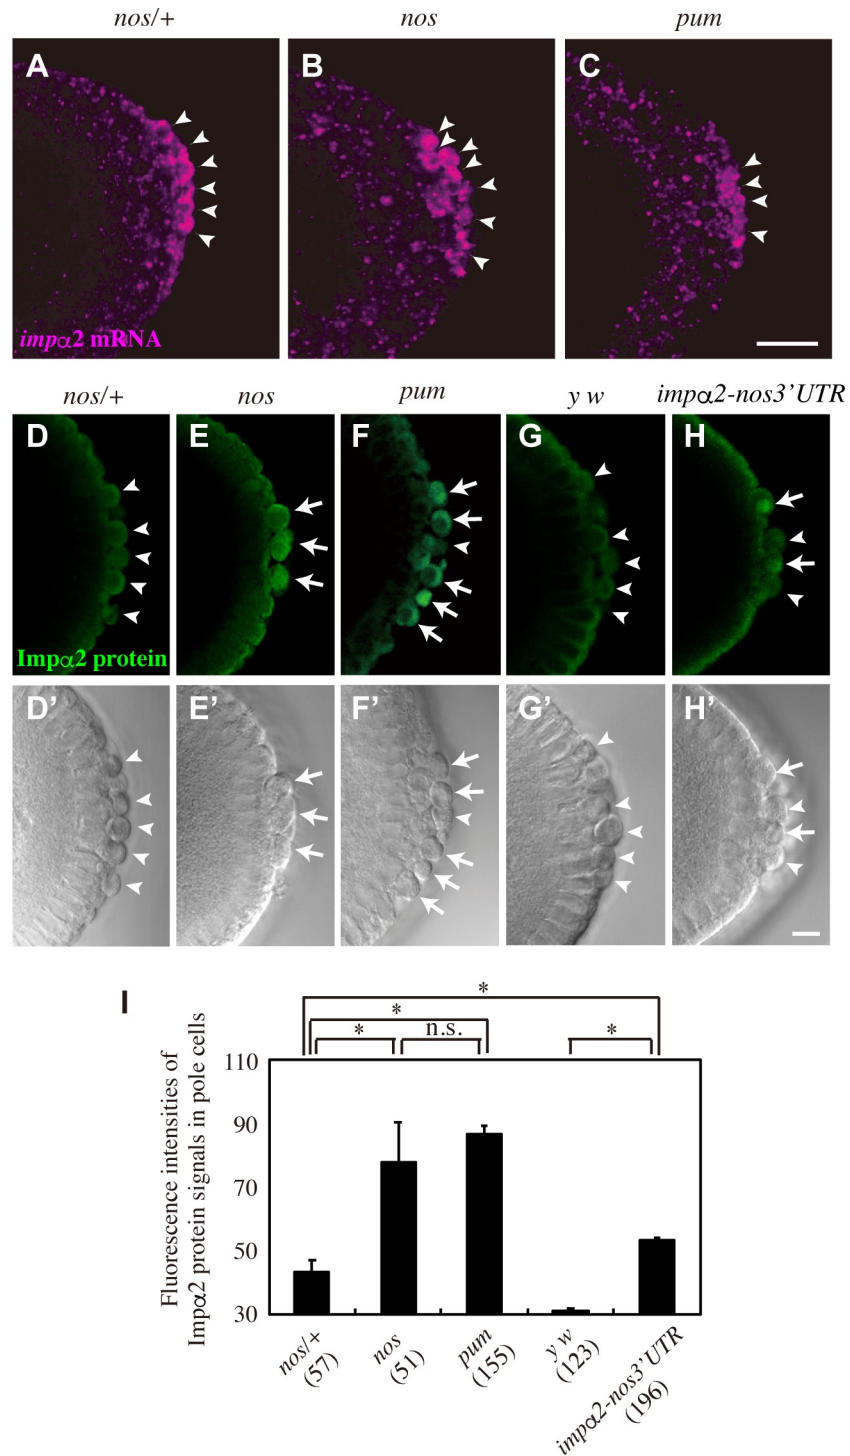 nos/+ nos pum
A B C
impα2 mRNA
nos/+ nos pum y w impα2-nos3’UTR
D E F G H
Impα2 protein
D’ E’ F’ G’ H’
I
*
*
* n.s. *
Fluorescence intensities of
Impα2 protein signals in pole cells
110
90
70
50
30
nos/+
(57)
nos
(51)
pum
(155)
y w
(123)
impα2-nos3’UTR
(196)